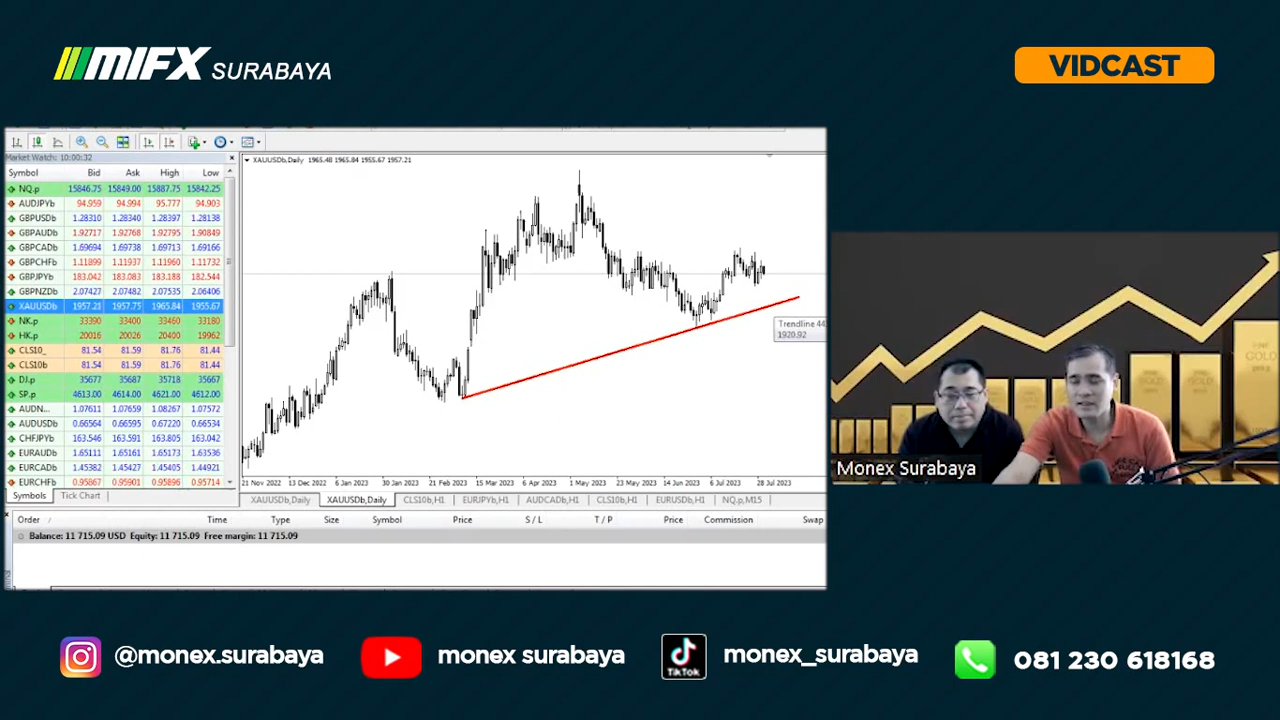 MIFX SURABAYA
VIDCAST
Market Watch: 10:00:32
Symbol Bid Ask High Low
NQ.p 15846.75 15849.00 15887.75 15842.25
AUDJPYb 94.959 94.994 95.777 94.903
GBPUSDb 1.28310 1.28340 1.28397 1.28138
GBPAUDb 1.92717 1.92768 1.92795 1.90849
GBPCADb 1.69694 1.69738 1.69713 1.69166
GBPCHFb 1.11899 1.11937 1.11960 1.11732
GBPJPYb 183.042 183.083 183.188 182.544
GBPNZDb 2.07427 2.07482 2.07535 2.06406
XAUUSDb 1957.21 1957.75 1965.84 1955.67
NK.p 33390 33400 33460 33180
HK.p 20016 20026 20400 19962
CLS10_ 81.54 81.59 81.76 81.44
CLS10b 81.54 81.59 81.76 81.44
DJ.p 35677 35687 35718 35667
SP.p 4613.00 4614.00 4621.00 4612.00
AUDN... 1.07611 1.07659 1.08267 1.07572
AUDUSDb 0.66564 0.66595 0.67220 0.66534
CHFJPYb 163.546 163.591 163.805 163.042
EURAUDb 1.65111 1.65161 1.65173 1.63536
EURCADb 1.45382 1.45427 1.45405 1.44921
EURCHFb 0.95867 0.95901 0.95896 0.95714
Symbols Tick Chart
XAUUSDb,Daily 1965.48 1965.84 1955.67 1957.21
Trendline 44
1920.92
21 Nov 2022 13 Dec 2022 6 Jan 2023 30 Jan 2023 21 Feb 2023 15 Mar 2023 6 Apr 2023 1 May 2023 23 May 2023 14 Jun 2023 6 Jul 2023 28 Jul 2023
XAUUSDb,Daily XAUUSDb,Daily CLS10b,H1 EURJPYb,H1 AUDCADb,H1 CLS10b,H1 EURUSDb,H1 NQ.p,M15
Order / Time Type Size Symbol Price S / L T / P Price Commission Swap
Balance: 11 715.09 USD Equity: 11 715.09 Free margin: 11 715.09
Monex Surabaya
@monex.surabaya
monex surabaya
TikTok
monex_surabaya
081 230 618168